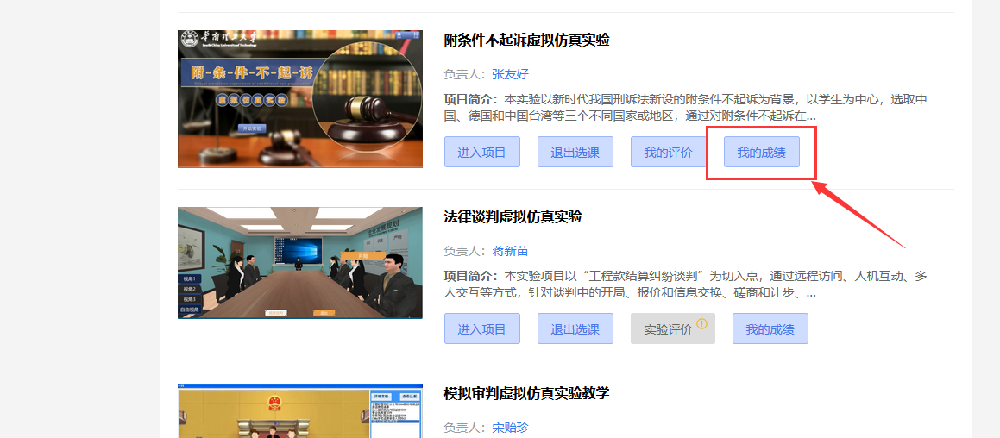 华南理工大学
South China University of Technology
附-条-件-不-起-诉
虚拟仿真实验
开始实验
附条件不起诉虚拟仿真实验
负责人：张友好
项目简介：本实验以新时代我国刑诉法新设的附条件不起诉为背景，以学生为中心，选取中
国、德国和中国台湾等三个不同国家或地区，通过对附条件不起诉在...
进入项目
退出选课
我的评价
我的成绩
视角1
视角2
视角3
自由视角
法律谈判虚拟仿真实验
负责人：蒋新苗
项目简介：本实验项目以“工程款结算纠纷谈判”为切入点，通过远程访问、人机互动、多
人交互等方式，针对谈判中的开局、报价和信息交换、磋商和让步、...
进入项目
退出选课
实验评价
我的成绩
模拟审判虚拟仿真实验教学
负责人：宋贻珍